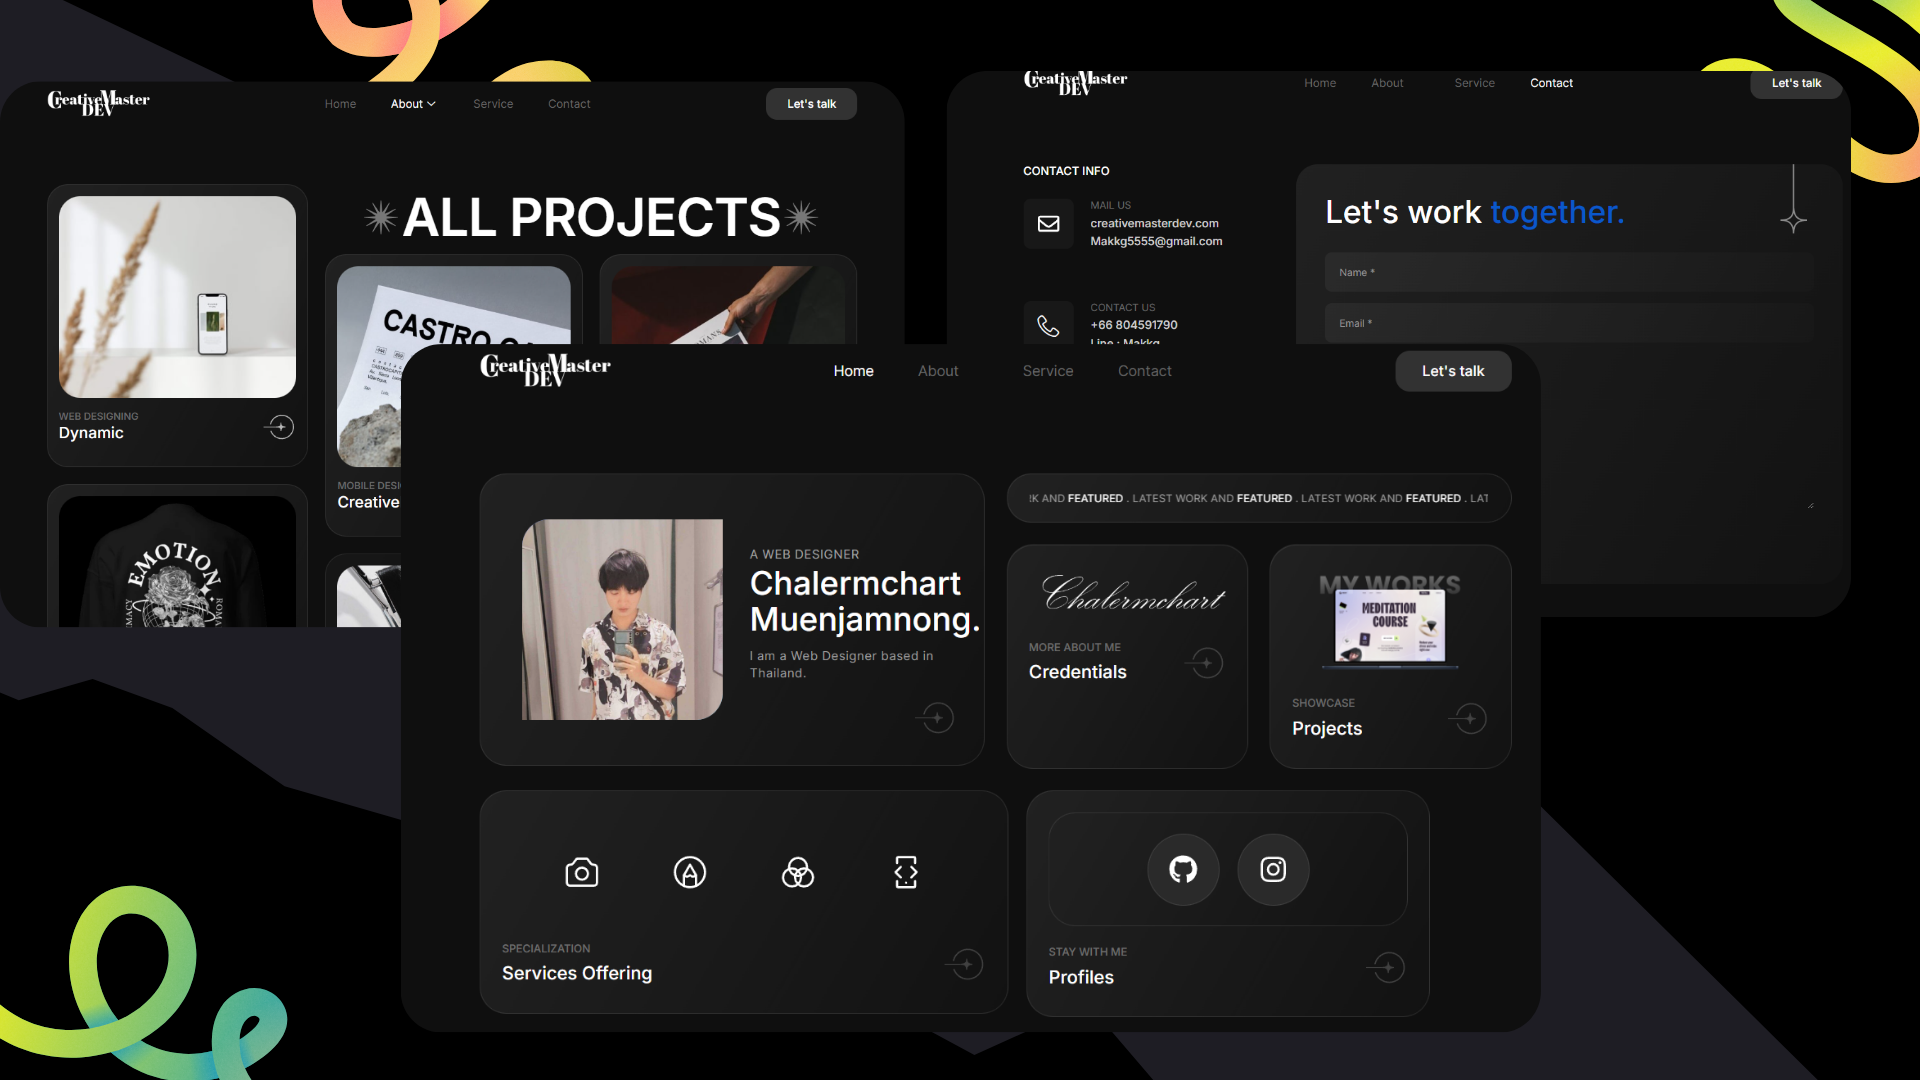 CreativeMaster
DEV
Home
About
Service
Contact
Let's talk
ALL PROJECTS
WEB DESIGNING
Dynamic
CASTRO
MOBILE
Creative
EMOTION
CreativeMaster
DEV
Home
About
Service
Contact
Let's talk
CONTACT INFO
MAIL US
creativemasterdev.com
Makkg5555@gmail.com
CONTACT US
+66 804591790
Line : Makkg
Let's work together.
Name *
Email *
CreativeMaster
DEV
Home
About
Service
Contact
Let's talk
A WEB DESIGNER
Chalermchart
Muenjamnong.
I am a Web Designer based in
Thailand.
AND FEATURED . LATEST WORK AND FEATURED . LATEST WORK AND FEATURED .
Chalermchart
MORE ABOUT ME
Credentials
MY WORKS
MEDITATION
COURSE
SHOWCASE
Projects
SPECIALIZATION
Services Offering
STAY WITH ME
Profiles